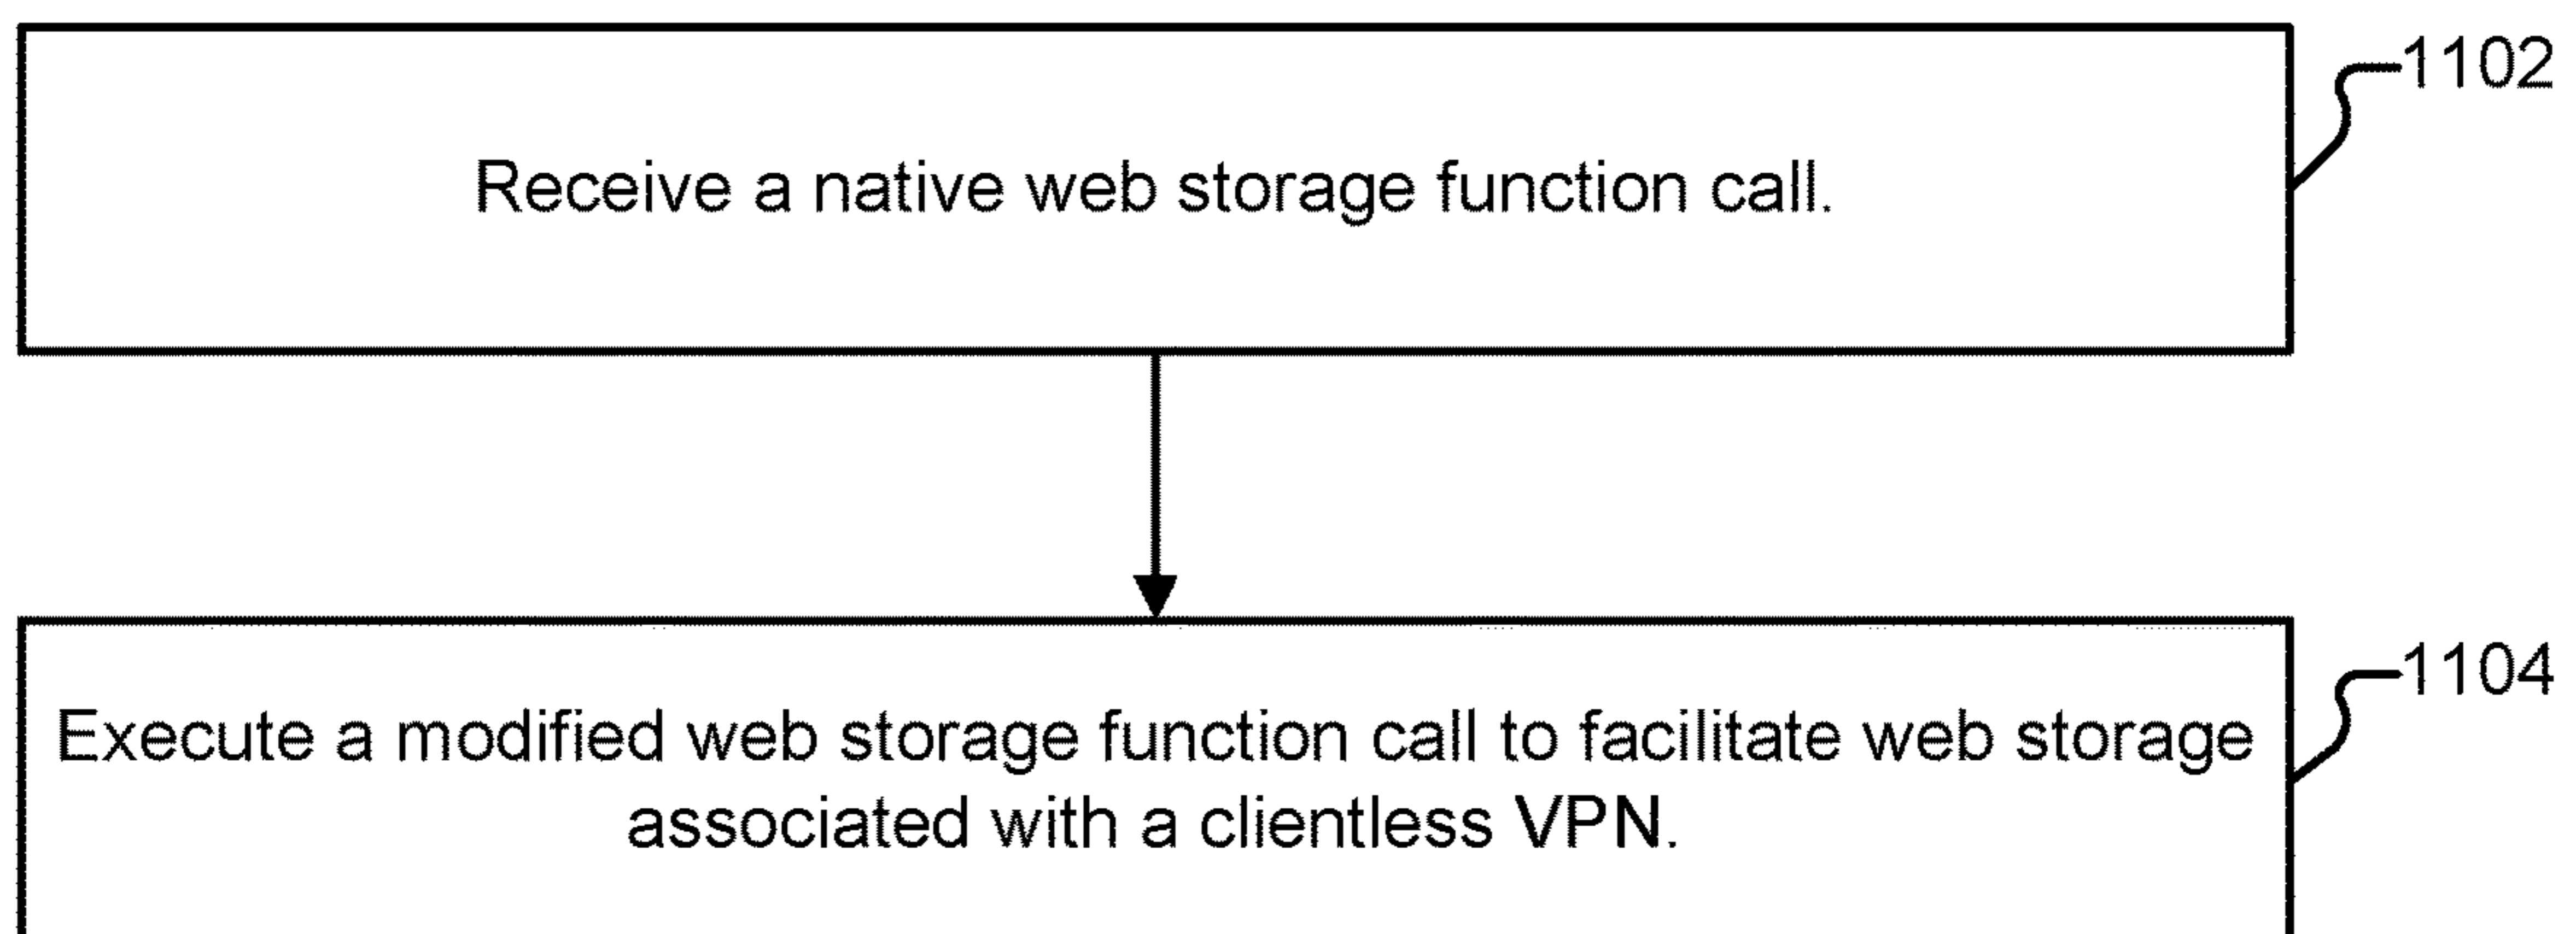 1102
Receive a native web storage function call.
1104
Execute a modified web storage function call to facilitate web storage
associated with a clientless VPN.